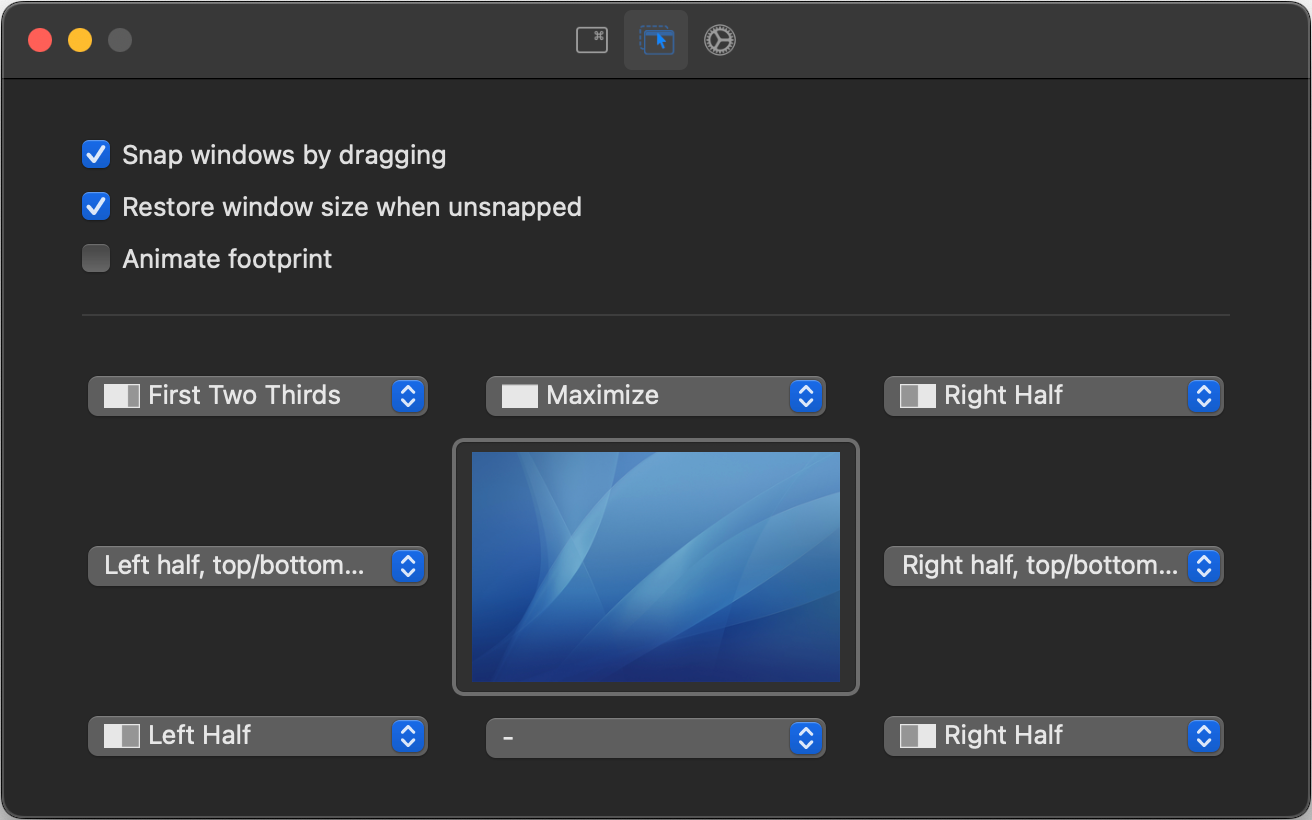 ⌘
Snap windows by dragging
Restore window size when unsnapped
Animate footprint
First Two Thirds
Maximize
Right Half
Left half, top/bottom...
Right half, top/bottom...
Left Half
-
Right Half